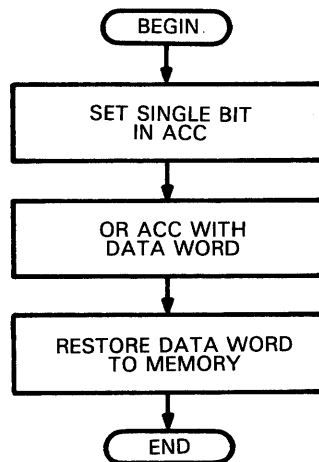 BEGIN
SET SINGLE BIT
IN ACC
OR ACC WITH
DATA WORD
RESTORE DATA WORD
TO MEMORY
END